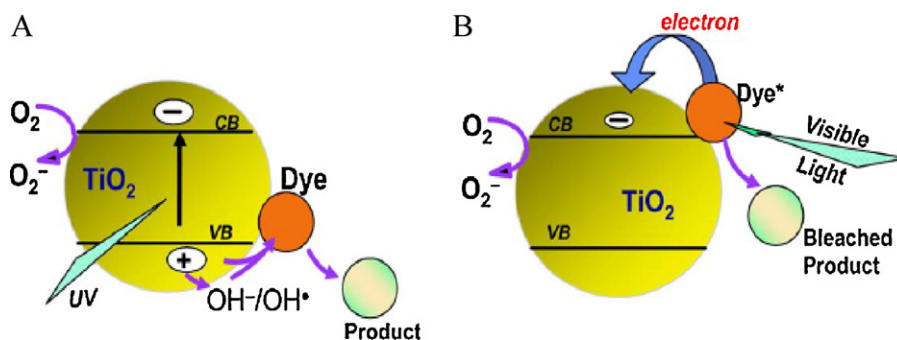 A
O₂
O₂⁻
TiO₂
−
CB
VB
+
UV
OH⁻/OH•
Dye
Product
B
electron
O₂
O₂⁻
CB
−
Dye*
Visible
Light
TiO₂
VB
Bleached
Product